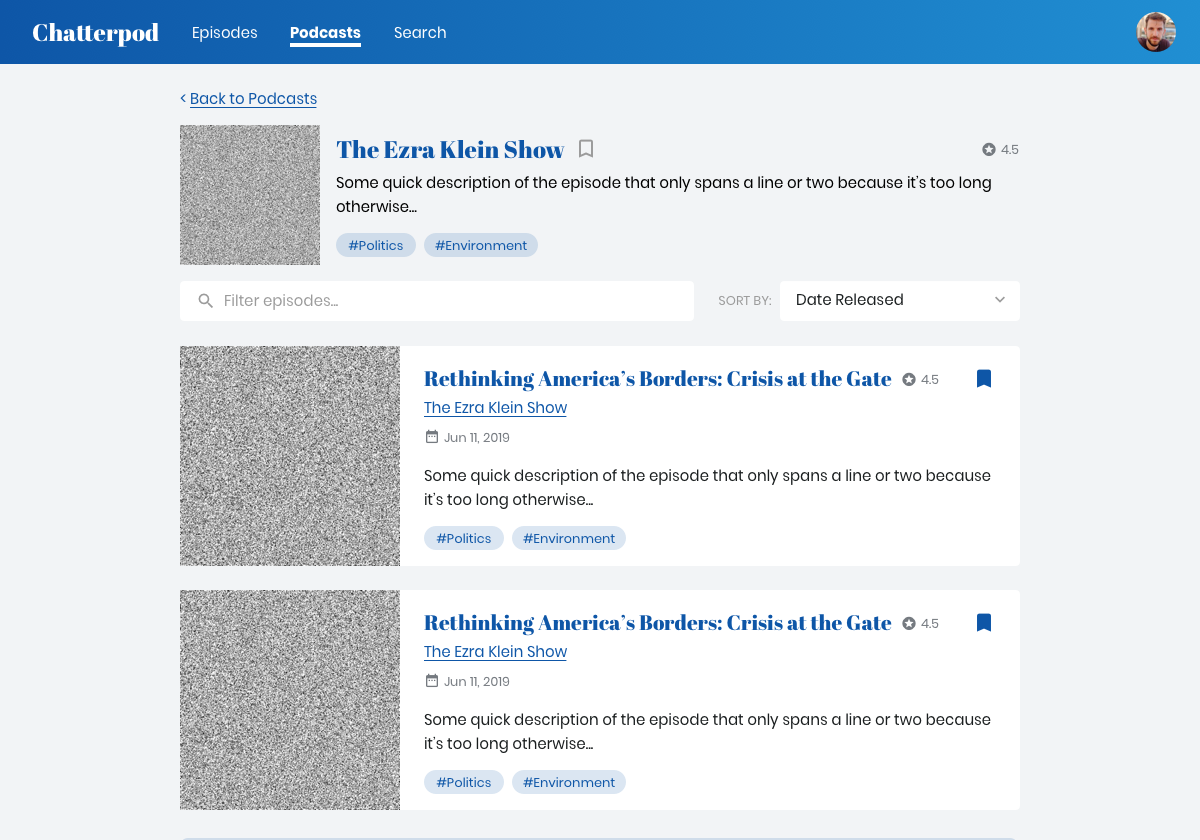 Chatterpod Episodes Podcasts Search
< Back to Podcasts
The Ezra Klein Show 4.5
Some quick description of the episode that only spans a line or two because it’s too long
otherwise...
#Politics #Environment
Filter episodes... SORT BY: Date Released
Rethinking America’s Borders: Crisis at the Gate 4.5
The Ezra Klein Show
Jun 11, 2019
Some quick description of the episode that only spans a line or two because
it’s too long otherwise...
#Politics #Environment
Rethinking America’s Borders: Crisis at the Gate 4.5
The Ezra Klein Show
Jun 11, 2019
Some quick description of the episode that only spans a line or two because
it’s too long otherwise...
#Politics #Environment